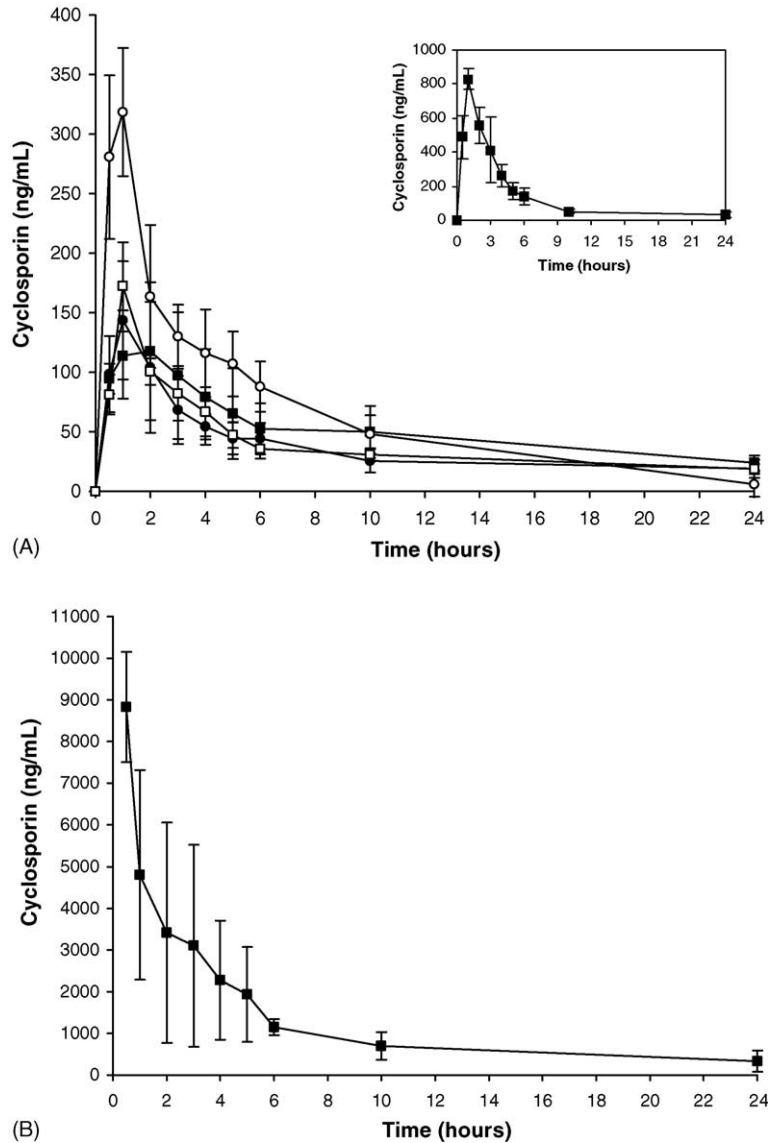 400
350
300
250
200
150
100
50
0
Cyclosporin (ng/mL)
0 2 4 6 8 10 12 14 16 18 20 22 24
Time (hours)
1000
800
600
400
200
0
Cyclosporin (ng/mL)
0 3 6 9 12 15 18 21 24
Time (hours)
(A)
11000
10000
9000
8000
7000
6000
5000
4000
3000
2000
1000
0
Cyclosporin (ng/mL)
0 2 4 6 8 10 12 14 16 18 20 22 24
Time (hours)
(B)